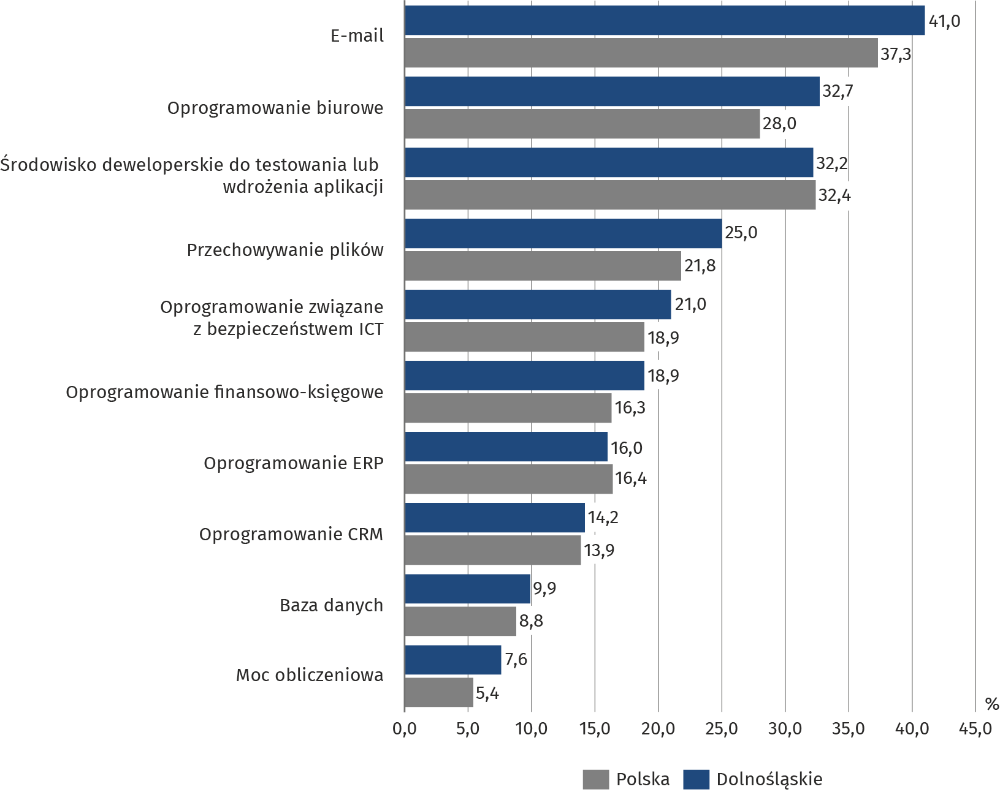 E-mail
41,0
37,3
Oprogramowanie biurowe
32,7
28,0
Środowisko deweloperskie do testowania lub
wdrożenia aplikacji
32,2
32,4
Przechowywanie plików
25,0
21,8
Oprogramowanie związane
z bezpieczeństwem ICT
21,0
18,9
Oprogramowanie finansowo-księgowe
18,9
16,3
Oprogramowanie ERP
16,0
16,4
Oprogramowanie CRM
14,2
13,9
Baza danych
9,9
8,8
Moc obliczeniowa
7,6
5,4
%
0,0 5,0 10,0 15,0 20,0 25,0 30,0 35,0 40,0 45,0
Polska Dolnośląskie